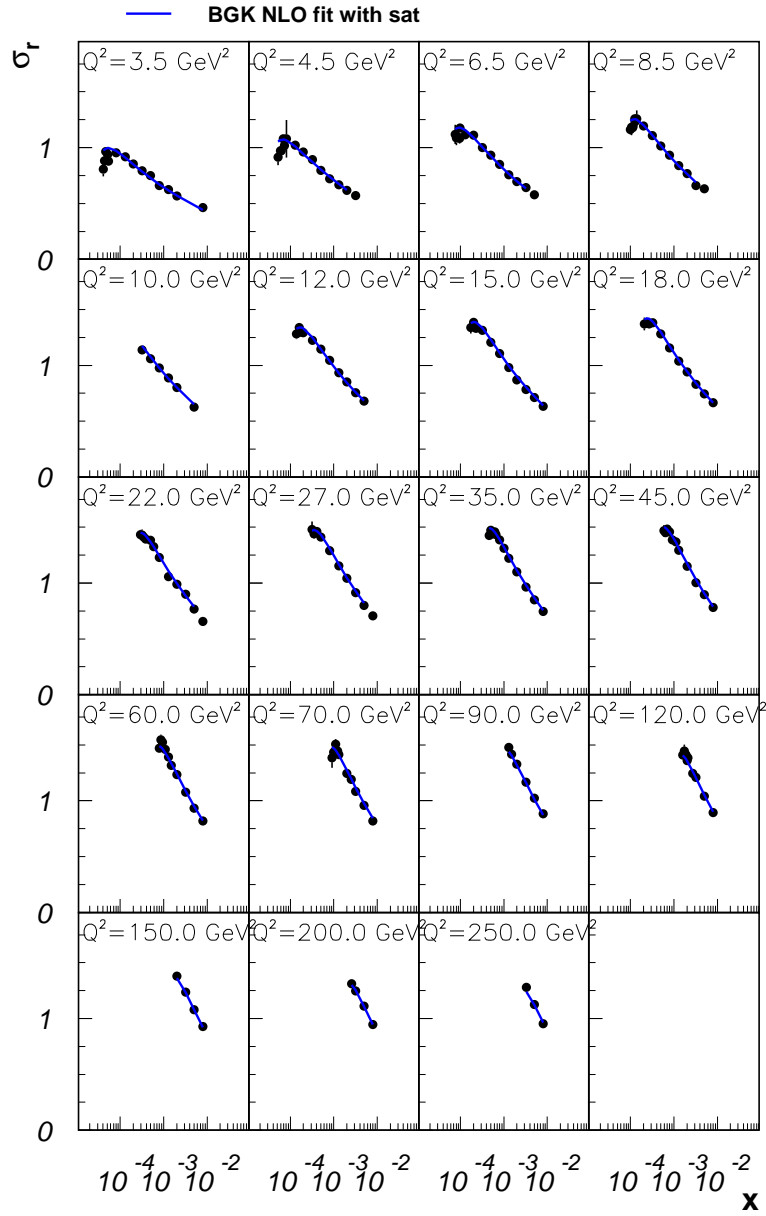 BGK NLO fit with sat
σr
Q²=3.5 GeV² Q²=4.5 GeV² Q²=6.5 GeV² Q²=8.5 GeV²
1
0
Q²=10.0 GeV² Q²=12.0 GeV² Q²=15.0 GeV² Q²=18.0 GeV²
1
0
Q²=22.0 GeV² Q²=27.0 GeV² Q²=35.0 GeV² Q²=45.0 GeV²
1
0
Q²=60.0 GeV² Q²=70.0 GeV² Q²=90.0 GeV² Q²=120.0 GeV²
1
0
Q²=150.0 GeV² Q²=200.0 GeV² Q²=250.0 GeV²
1
0
10⁻⁴ 10⁻³ 10⁻² 10⁻⁴ 10⁻³ 10⁻² 10⁻⁴ 10⁻³ 10⁻² 10⁻⁴ 10⁻³ 10⁻²
x